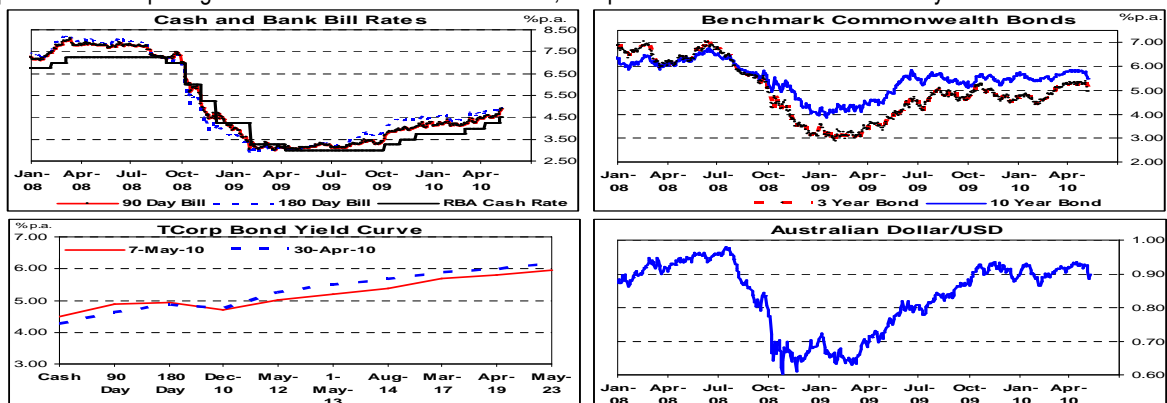 Cash and Bank Bill Rates
%p.a.
8.50
7.50
6.50
5.50
4.50
3.50
2.50
Jan-08 Apr-08 Jul-08 Oct-08 Jan-09 Apr-09 Jul-09 Oct-09 Jan-10 Apr-10
90 Day Bill 180 Day Bill RBA Cash Rate
Benchmark Commonwealth Bonds
%p.a.
7.00
6.00
5.00
4.00
3.00
2.00
Jan-08 Apr-08 Jul-08 Oct-08 Jan-09 Apr-09 Jul-09 Oct-09 Jan-10 Apr-10
3 Year Bond 10 Year Bond
TCorp Bond Yield Curve
%p.a.
7.00
6.00
5.00
4.00
3.00
7-May-10 30-Apr-10
Cash 90 Day 180 Day Dec-10 May-12 1-May-13 Aug-14 Mar-17 Apr-19 May-23
Australian Dollar/USD
1.00
0.90
0.80
0.70
0.60
Jan-08 Apr-08 Jul-08 Oct-08 Jan-09 Apr-09 Jul-09 Oct-09 Jan-10 Apr-10